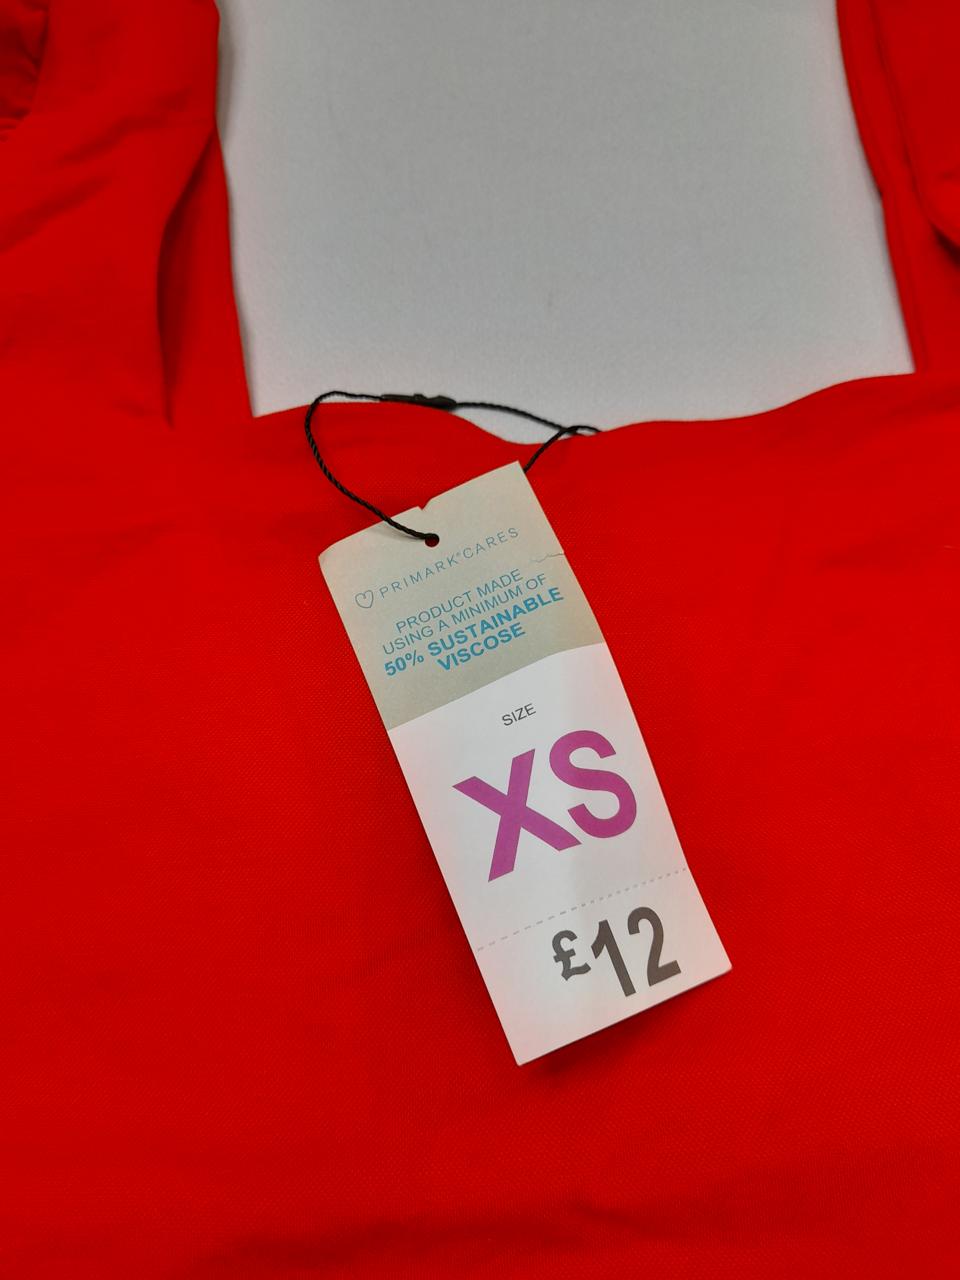 PRIMARK®CARES
PRODUCT MADE
USING A MINIMUM OF
50% SUSTAINABLE
VISCOSE
SIZE
XS
£12